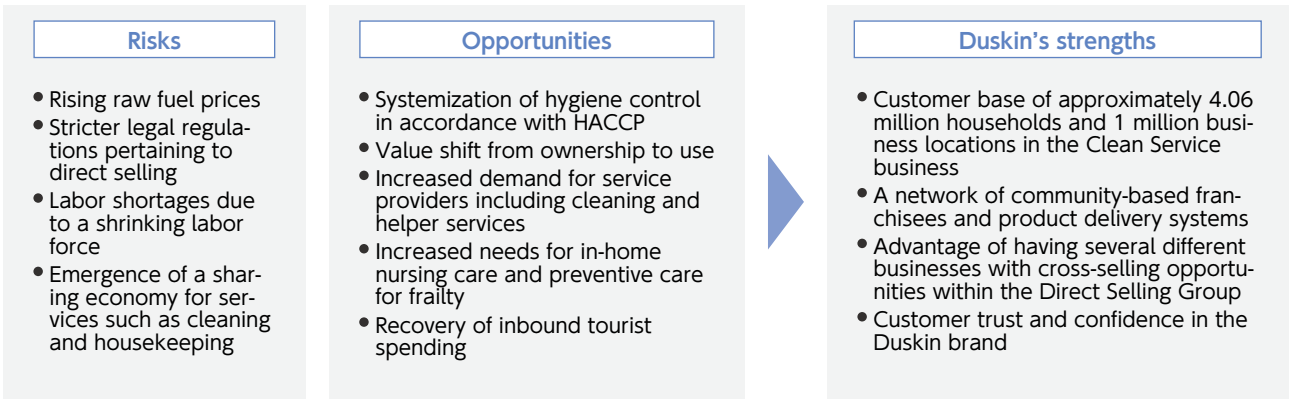 Risks
• Rising raw fuel prices
• Stricter legal regula-
tions pertaining to
direct selling
• Labor shortages due
to a shrinking labor
force
• Emergence of a shar-
ing economy for ser-
vices such as cleaning
and housekeeping
Opportunities
• Systemization of hygiene control
in accordance with HACCP
• Value shift from ownership to use
• Increased demand for service
providers including cleaning and
helper services
• Increased needs for in-home
nursing care and preventive care
for frailty
• Recovery of inbound tourist
spending
Duskin's strengths
• Customer base of approximately 4.06
million households and 1 million busi-
ness locations in the Clean Service
business
• A network of community-based fran-
chisees and product delivery systems
• Advantage of having several different
businesses with cross-selling opportu-
nities within the Direct Selling Group
• Customer trust and confidence in the
Duskin brand